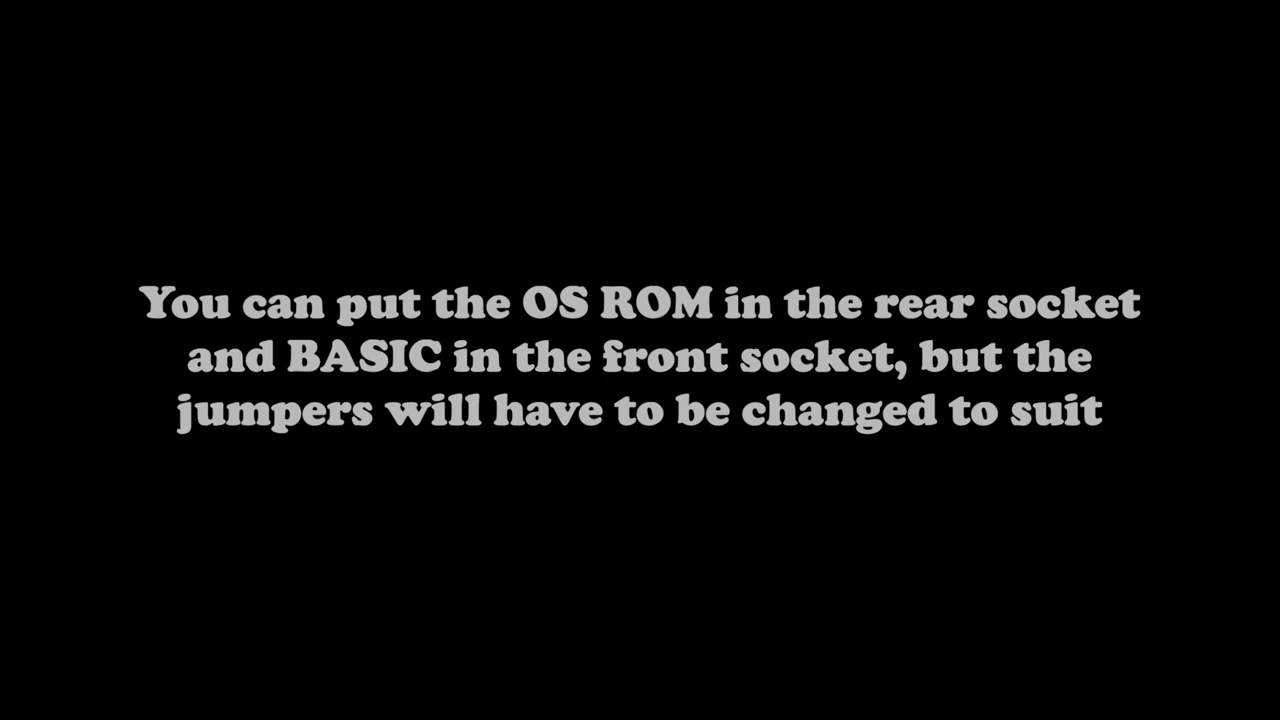 You can put the OS ROM in the rear socket
and BASIC in the front socket, but the
jumpers will have to be changed to suit